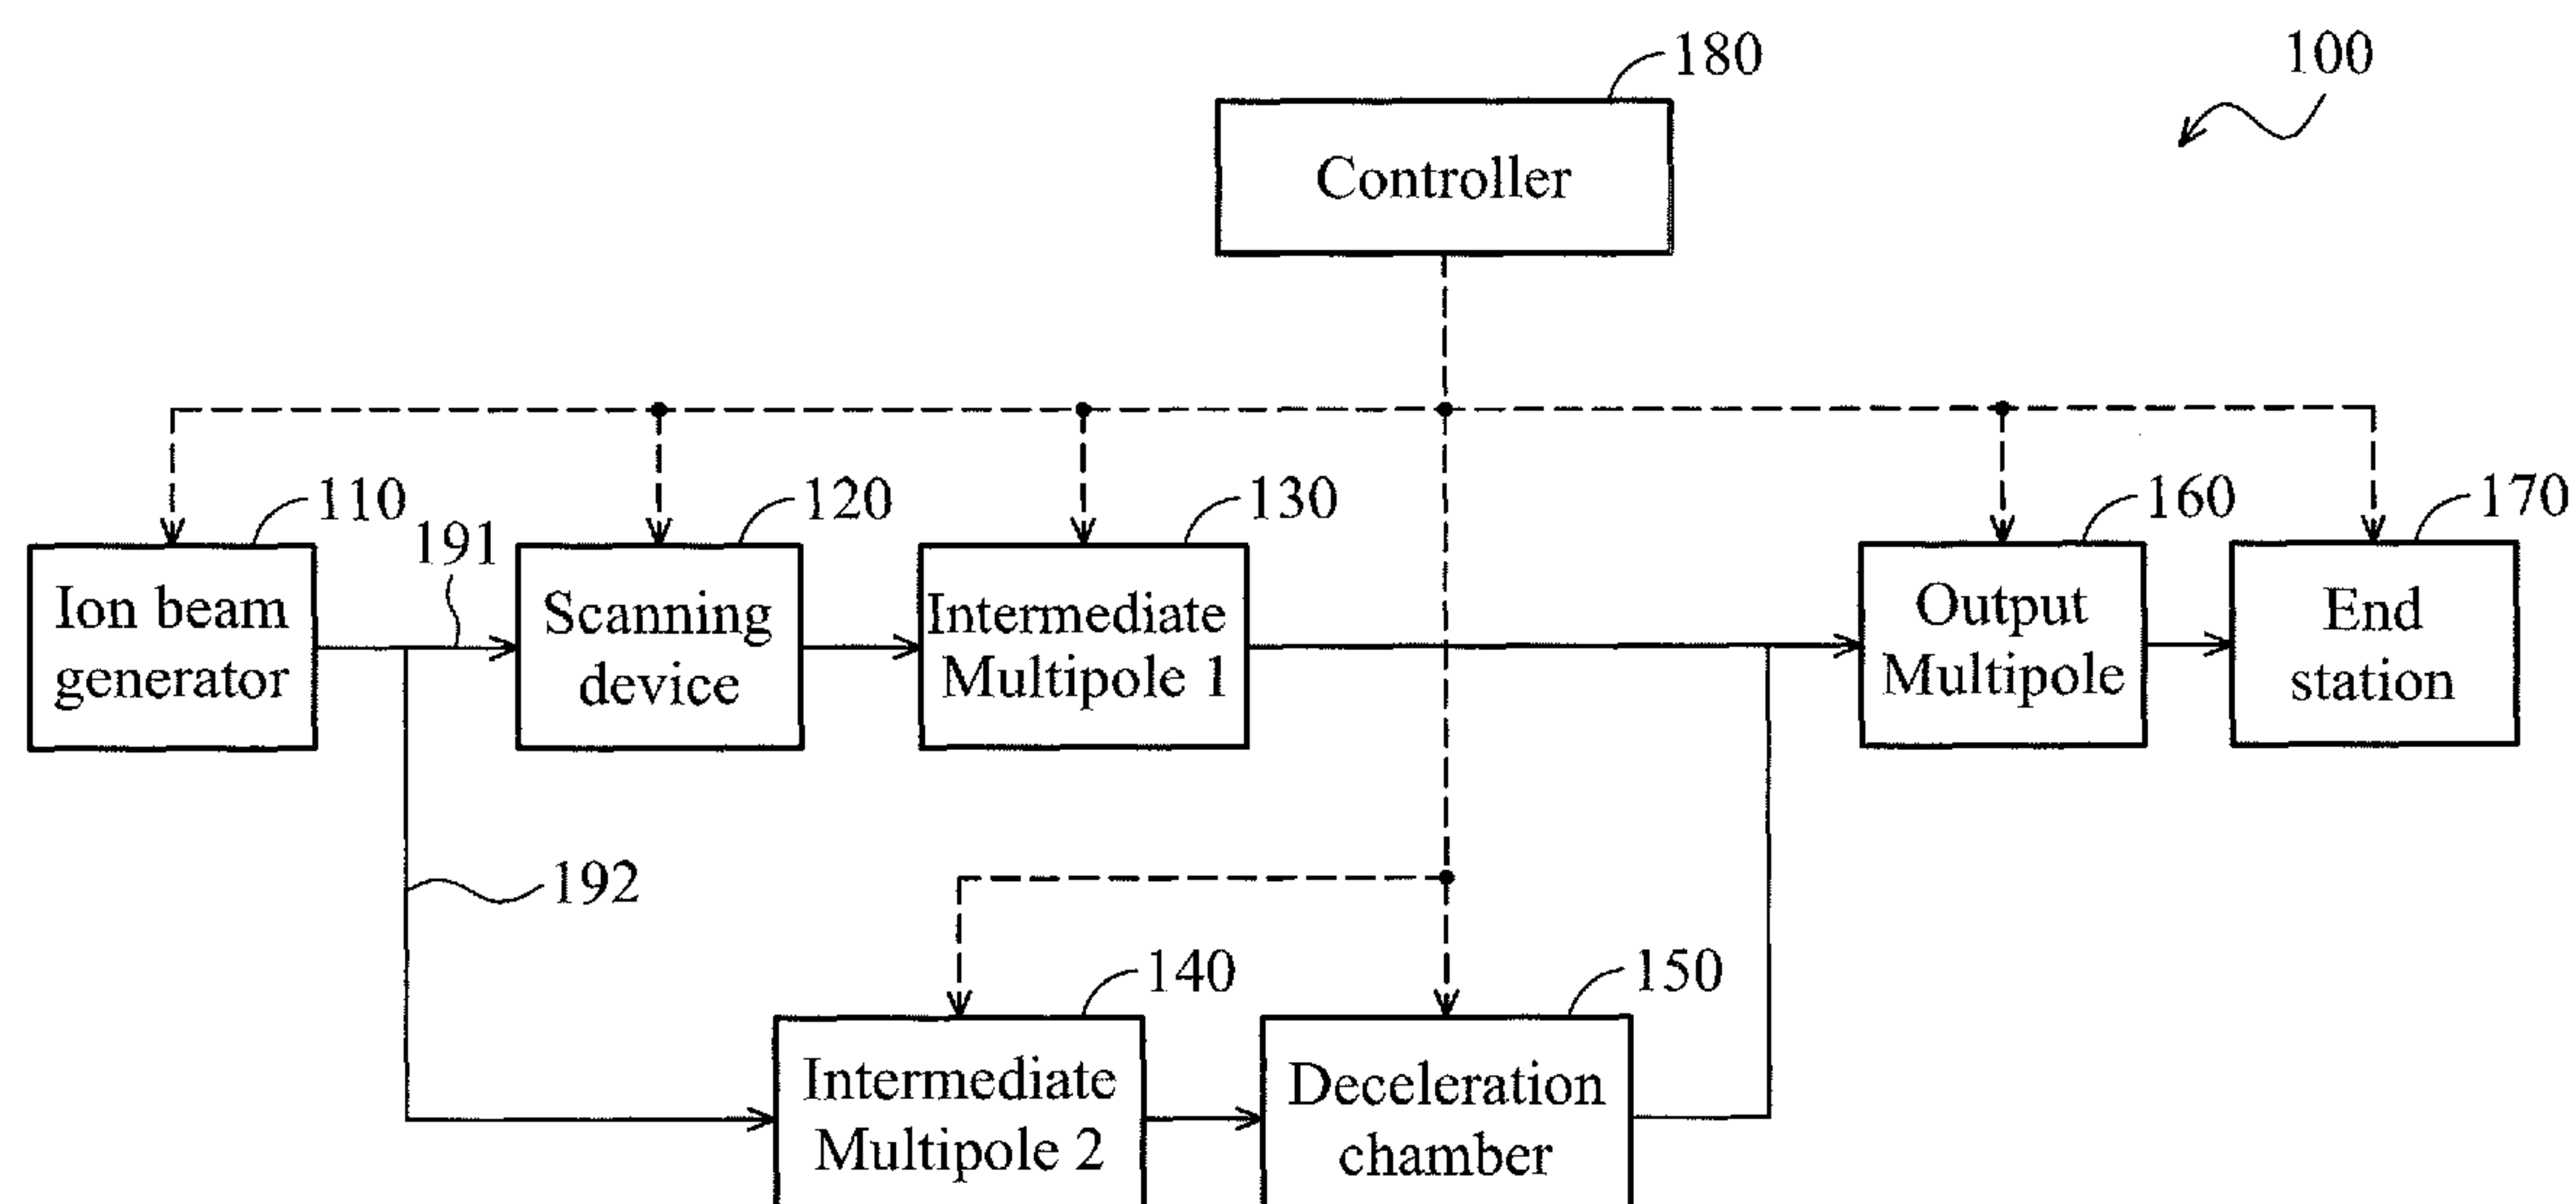 180
100
Controller
110
191
120
130
160
170
Ion beam
generator
Scanning
device
Intermediate
Multipole 1
Output
Multipole
End
station
192
140
150
Intermediate
Multipole 2
Deceleration
chamber